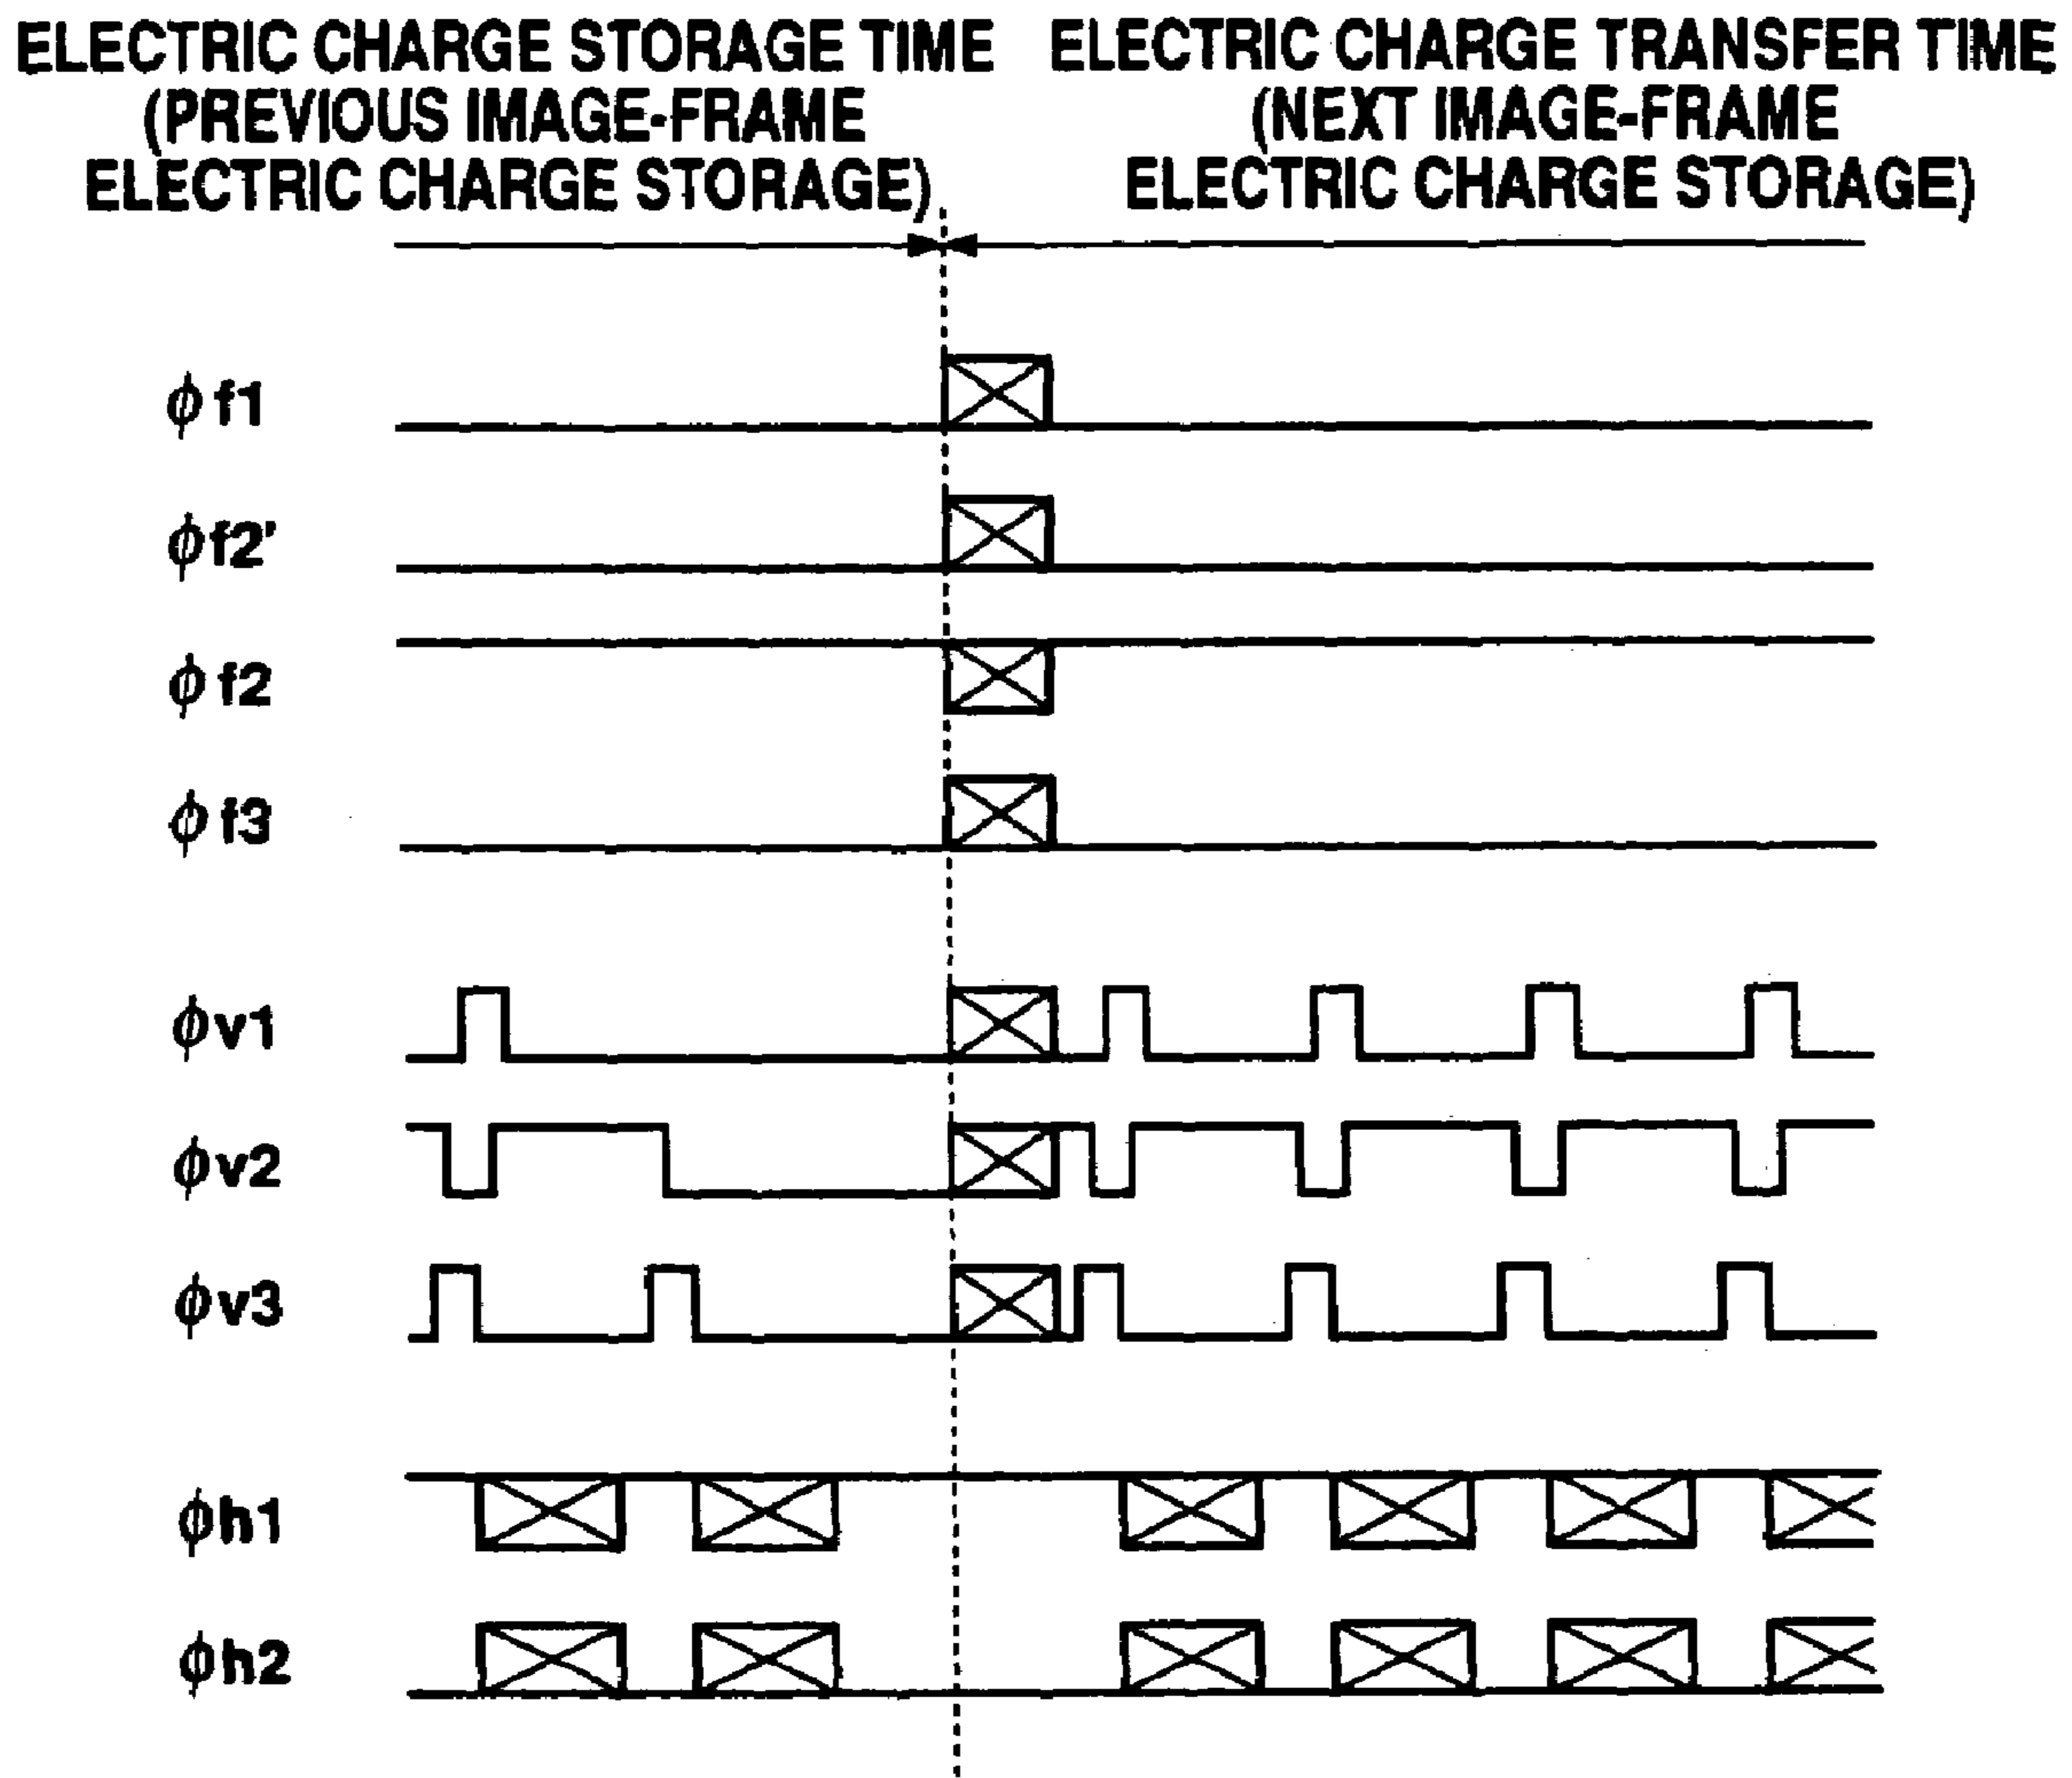 ELECTRIC CHARGE STORAGE TIME
(PREVIOUS IMAGE-FRAME
ELECTRIC CHARGE STORAGE)
ELECTRIC CHARGE TRANSFER TIME
(NEXT IMAGE-FRAME
ELECTRIC CHARGE STORAGE)
ϕf1
ϕf2'
ϕf2
ϕf3
ϕv1
ϕv2
ϕv3
ϕh1
ϕh2